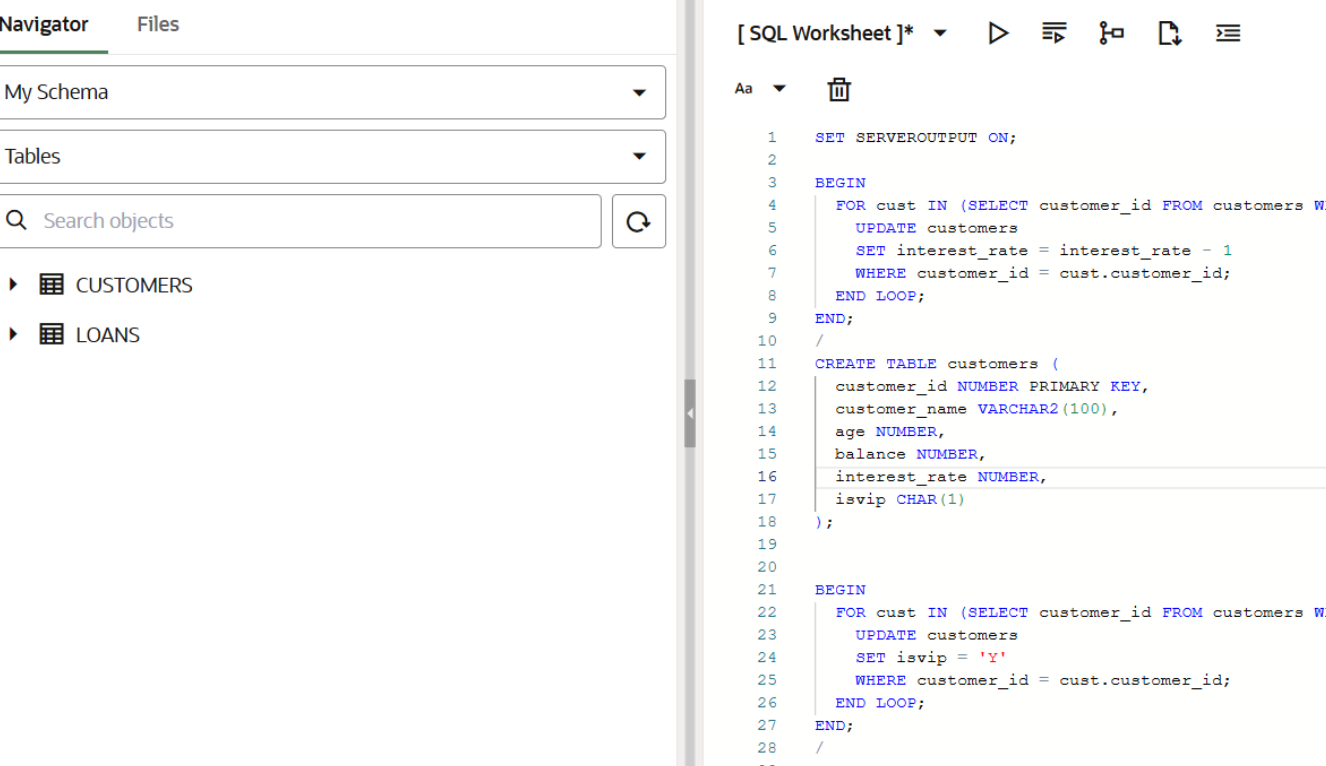 Navigator Files
My Schema
Tables
Search objects
CUSTOMERS
LOANS
[ SQL Worksheet ]*
Aa
1 SET SERVEROUTPUT ON;
2
3 BEGIN
4 FOR cust IN (SELECT customer_id FROM customers
5 UPDATE customers
6 SET interest_rate = interest_rate - 1
7 WHERE customer_id = cust.customer_id;
8 END LOOP;
9 END;
10 /
11 CREATE TABLE customers (
12 customer_id NUMBER PRIMARY KEY,
13 customer_name VARCHAR2(100),
14 age NUMBER,
15 balance NUMBER,
16 interest_rate NUMBER,
17 isvip CHAR(1)
18 );
19
20
21 BEGIN
22 FOR cust IN (SELECT customer_id FROM customers
23 UPDATE customers
24 SET isvip = 'Y'
25 WHERE customer_id = cust.customer_id;
26 END LOOP;
27 END;
28 /